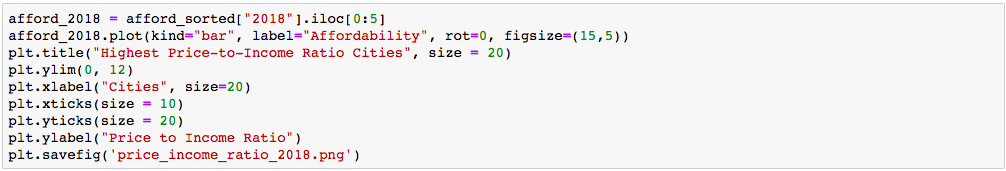 afford_2018 = afford_sorted["2018"].iloc[0:5]
afford_2018.plot(kind="bar", label="Affordability", rot=0, figsize=(15,5))
plt.title("Highest Price-to-Income Ratio Cities", size = 20)
plt.ylim(0, 12)
plt.xlabel("Cities", size=20)
plt.xticks(size = 10)
plt.yticks(size = 20)
plt.ylabel("Price to Income Ratio")
plt.savefig('price_income_ratio_2018.png')